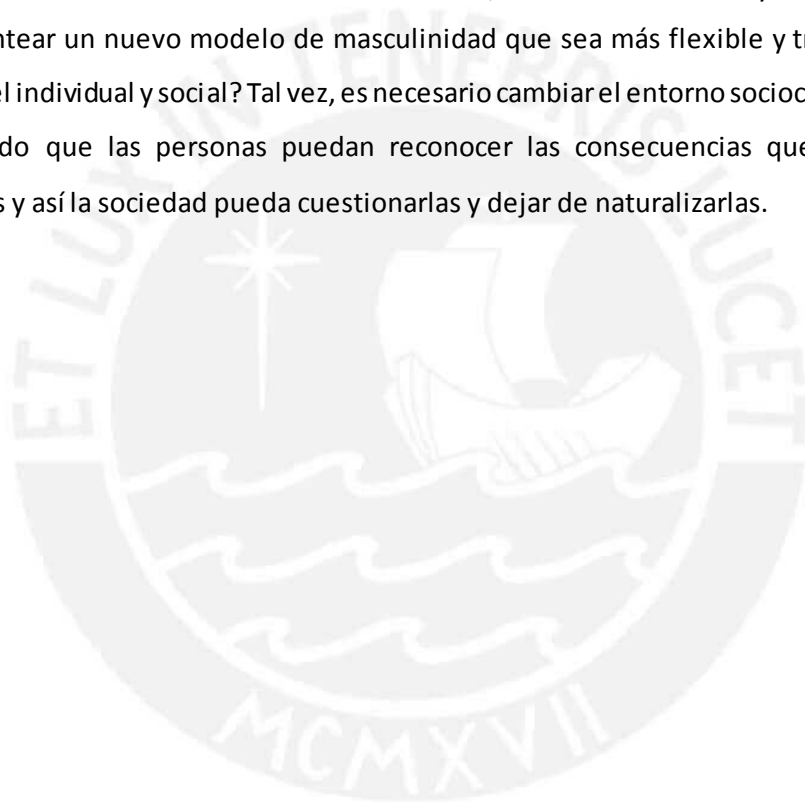 ntear un nuevo modelo de masculinidad que sea más flexible y tr
el individual y social? Tal vez, es necesario cambiar el entorno socioc
do que las personas puedan reconocer las consecuencias que
s y así la sociedad pueda cuestionarlas y dejar de naturalizarlas.
ET LUX IN TENEBRIS LUCET
MCMXVII